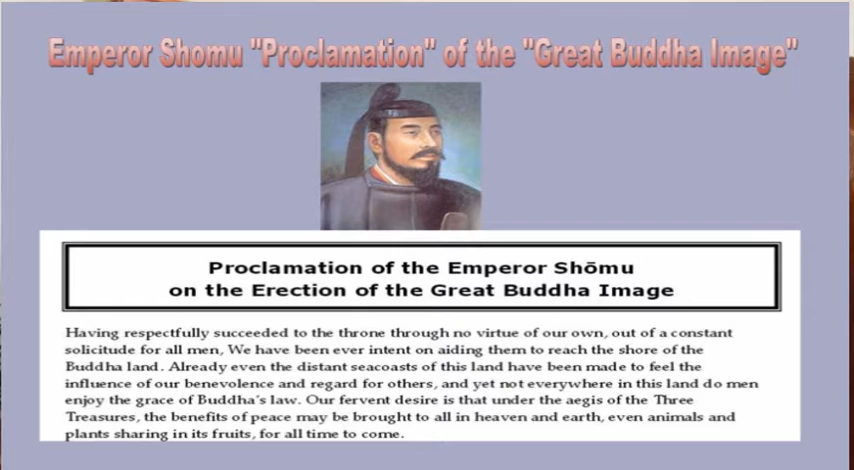 Emperor Shomu "Proclamation" of the "Great Buddha Image"
Proclamation of the Emperor Shōmu
on the Erection of the Great Buddha Image
Having respectfully succeeded to the throne through no virtue of our own, out of a constant
solicitude for all men, We have been ever intent on aiding them to reach the shore of the
Buddha land. Already even the distant seacoasts of this land have been made to feel the
influence of our benevolence and regard for others, and yet not everywhere in this land do men
enjoy the grace of Buddha's law. Our fervent desire is that under the aegis of the Three
Treasures, the benefits of peace may be brought to all in heaven and earth, even animals and
plants sharing in its fruits, for all time to come.